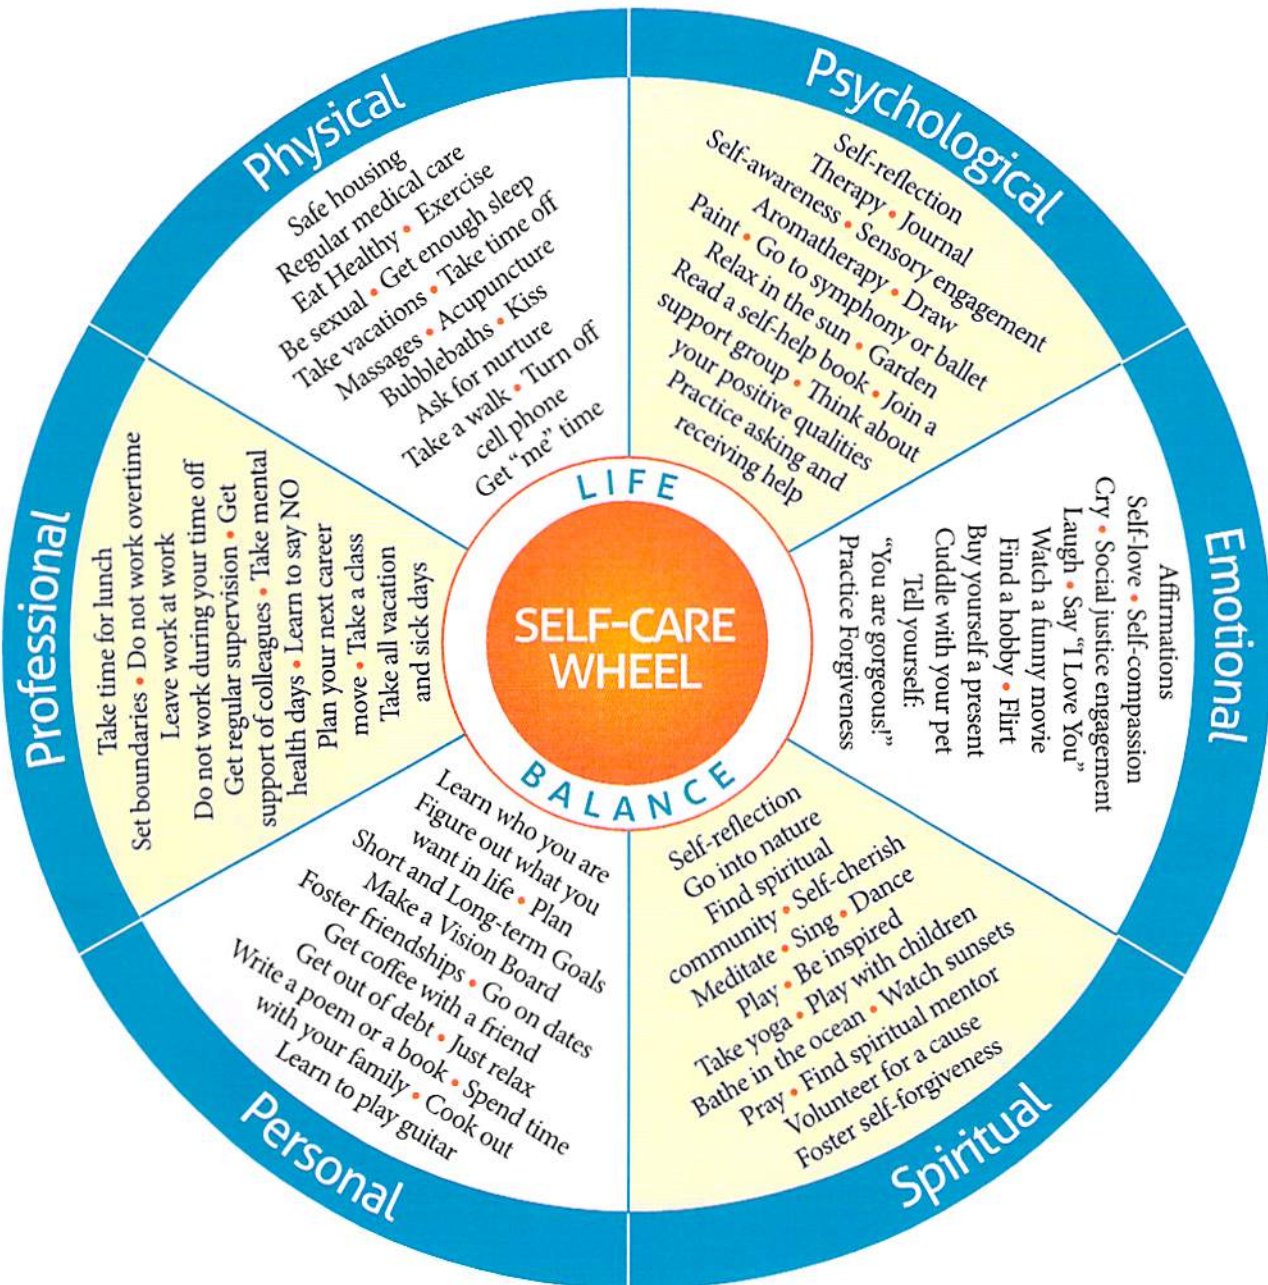 Physical
Safe housing
Regular medical care
Eat Healthy • Exercise
Be sexual • Get enough sleep
Take vacations • Take time off
Massages • Acupuncture
Bubblebaths • Kiss
Ask for nurture
Take a walk • Turn off
cell phone
Get “me” time
Psychological
Self-reflection
Therapy • Journal
Self-awareness • Sensory engagement
Aromatherapy • Draw
Paint • Go to symphony or ballet
Relax in the sun • Garden
Read a self-help book • Join a
support group • Think about
your positive qualities
Practice asking and
receiving help
Emotional
Affirmations
Self-love • Self-compassion
Cry • Social justice engagement
Laugh • Say “I Love You”
Watch a funny movie
Find a hobby • Flirt
Buy yourself a present
Cuddle with your pet
Tell yourself:
“You are gorgeous!”
Practice Forgiveness
Spiritual
Self-reflection
Go into nature
Find spiritual
community • Self-cherish
Meditate • Sing • Dance
Play • Be inspired
Take yoga • Play with children
Bathe in the ocean • Watch sunsets
Pray • Find spiritual mentor
Volunteer for a cause
Foster self-forgiveness
Personal
Learn who you are
Figure out what you
want in life • Plan
Short and Long-term Goals
Make a Vision Board
Foster friendships • Go on dates
Get coffee with a friend
Get out of debt • Just relax
Write a poem or a book • Spend time
with your family • Cook out
Learn to play guitar
Professional
Take time for lunch
Set boundaries • Do not work overtime
Leave work at work
Do not work during your time off
Get regular supervision • Get
support of colleagues • Take mental
health days • Learn to say NO
Plan your next career
move • Take a class
Take all vacation
and sick days
LIFE
SELF-CARE
WHEEL
BALANCE